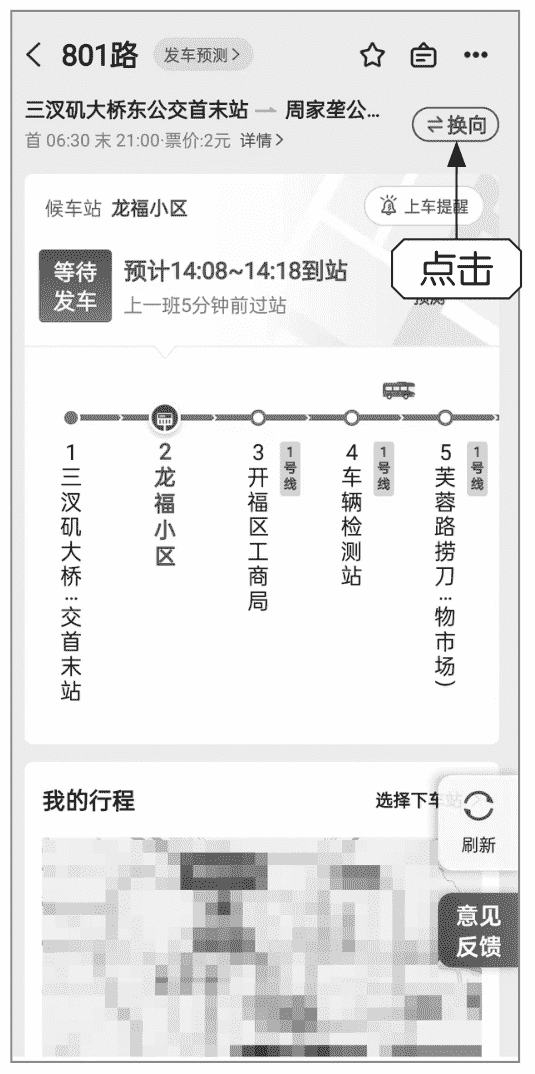 801路 发车预测>
三汊矶大桥东公交首末站 → 周家垄公...
首 06:30 末 21:00·票价:2元 详情>
换向
候车站 龙福小区
上车提醒
点击
等待
发车
预计14:08~14:18到站
上一班5分钟前过站
预测
1 三汊矶大桥…交首末站
2 龙福小区
3 开福区工商局
1号线
4 车辆检测站
1号线
5 芙蓉路捞刀…物市场)
1号线
我的行程
选择下车站
刷新
意见
反馈